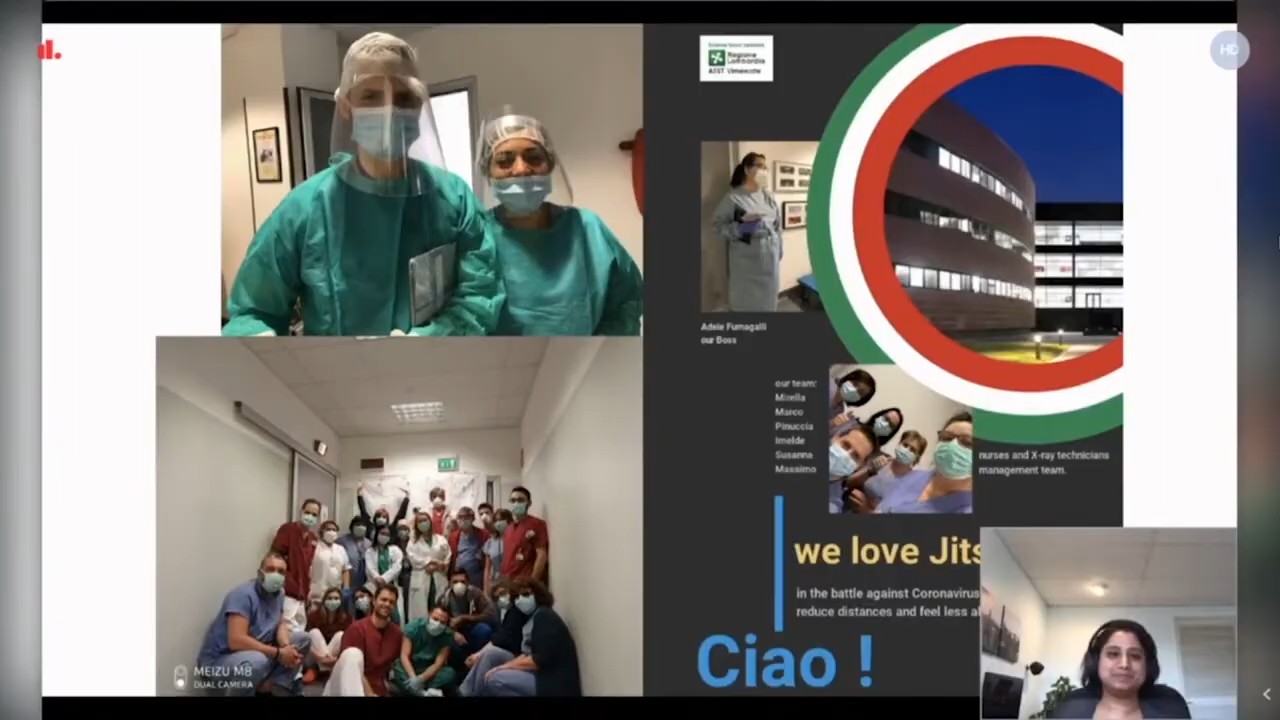 HD
Regione
Lombardia
ASST Vimercate
Adele Fumagalli
our Boss
our team:
Mirella
Marco
Pinuccia
Imelde
Susanna
Massimo
nurses and X-ray technicians
management team.
we love Jits
in the battle against Coronavirus
reduce distances and feel less al
Ciao !
MEIZU M8
DUAL CAMERA